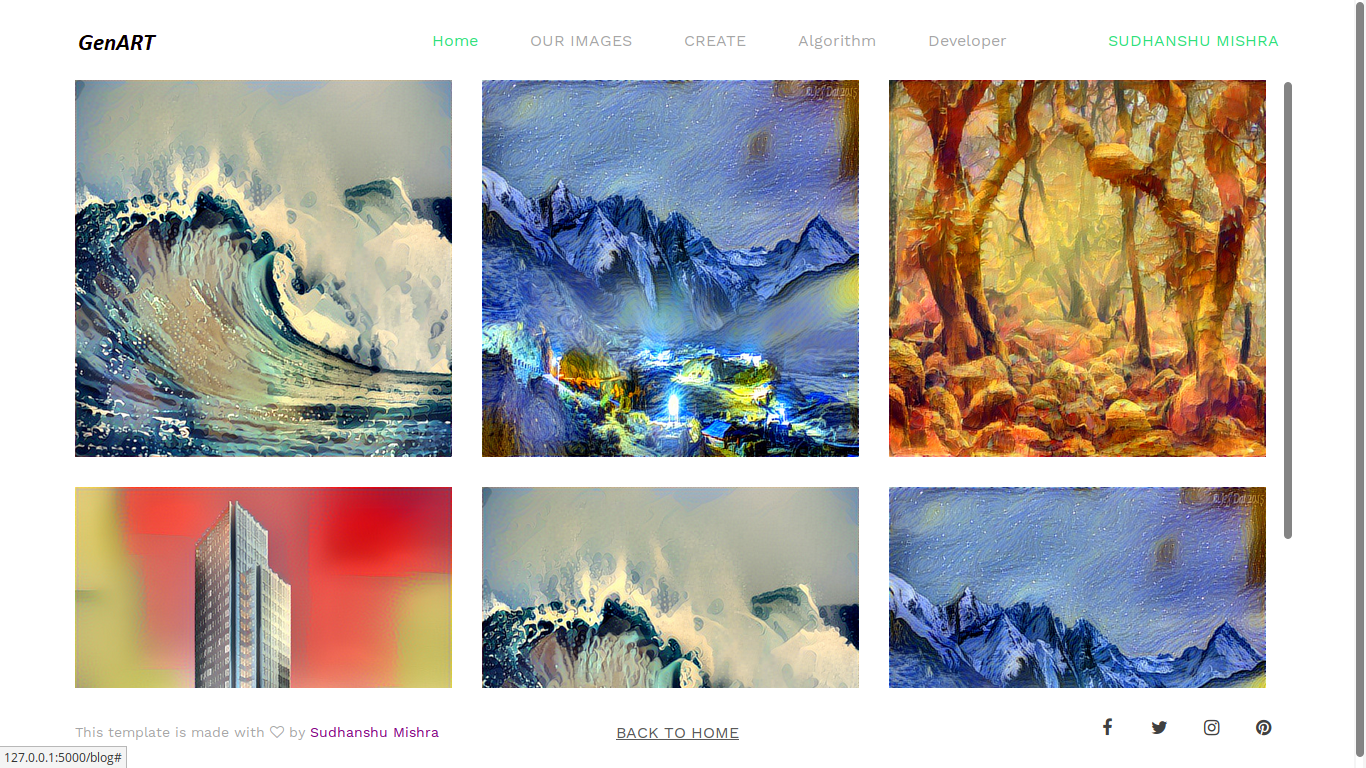 GenART
Home
OUR IMAGES
CREATE
Algorithm
Developer
SUDHANSHU MISHRA
This template is made with ♡ by Sudhanshu Mishra
BACK TO HOME
127.0.0.1:5000/blog#